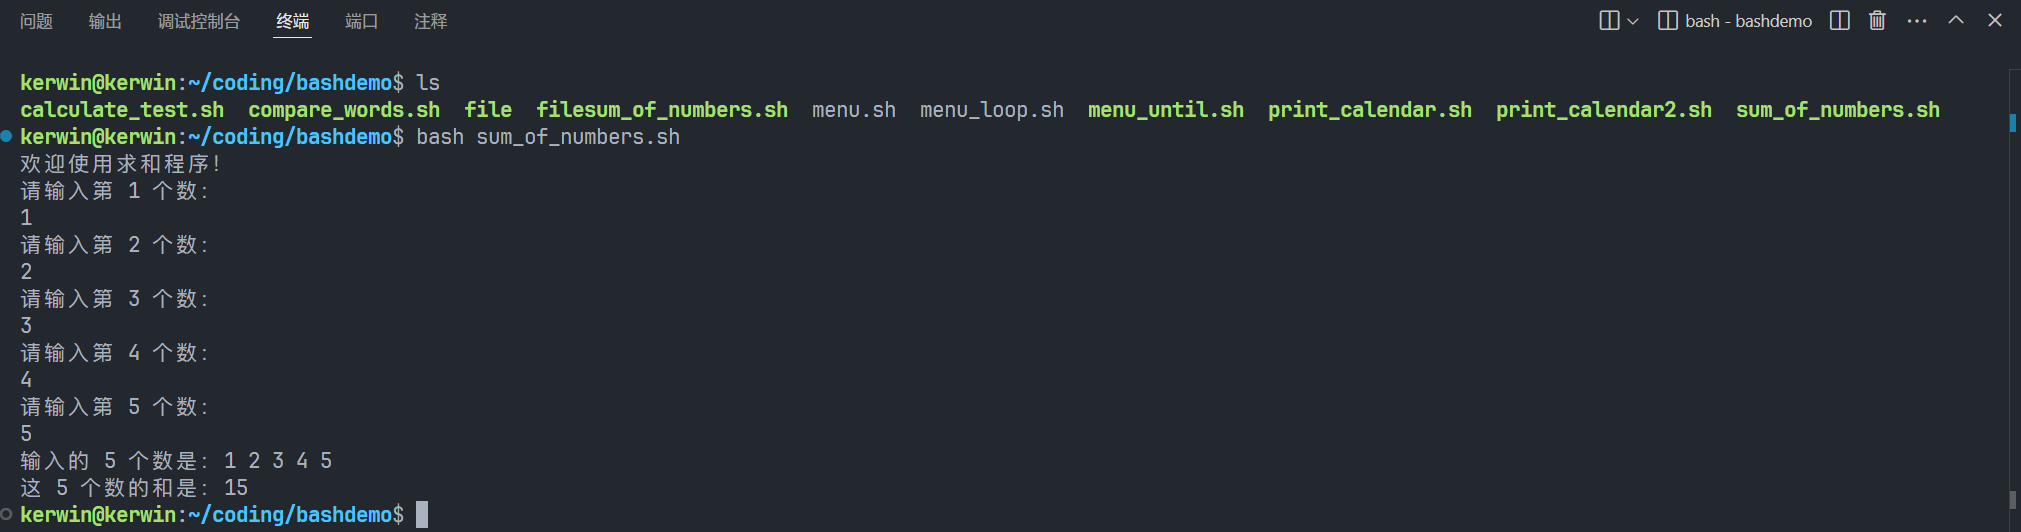 问题 输出 调试控制台 终端 端口 注释 bash - bashdemo
kerwin@kerwin:~/coding/bashdemo$ ls
calculate_test.sh compare_words.sh file filesum_of_numbers.sh menu.sh menu_loop.sh menu_until.sh print_calendar.sh print_calendar2.sh sum_of_numbers.sh
kerwin@kerwin:~/coding/bashdemo$ bash sum_of_numbers.sh
欢迎使用求和程序!
请输入第 1 个数:
1
请输入第 2 个数:
2
请输入第 3 个数:
3
请输入第 4 个数:
4
请输入第 5 个数:
5
输入的 5 个数是: 1 2 3 4 5
这 5 个数的和是: 15
kerwin@kerwin:~/coding/bashdemo$